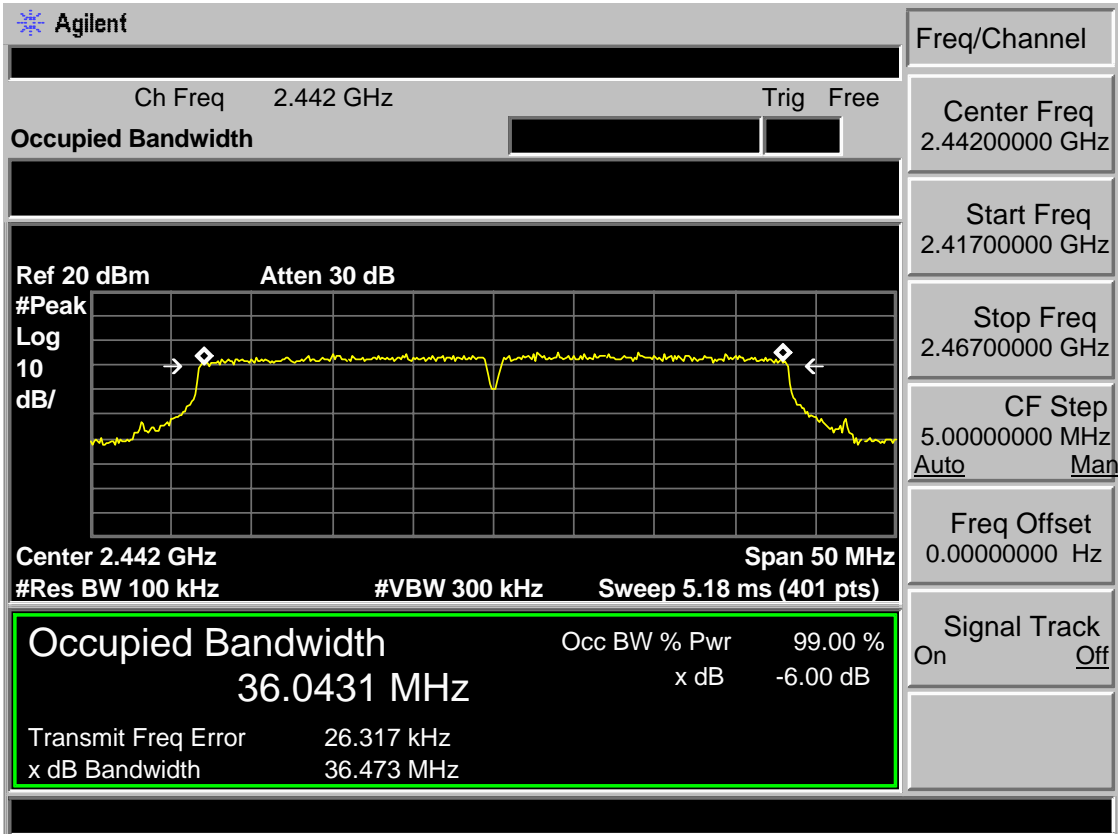 Agilent
Ch Freq 2.442 GHz Trig Free
Occupied Bandwidth
Ref 20 dBm Atten 30 dB
#Peak
Log
10
dB/
Center 2.442 GHz Span 50 MHz
#Res BW 100 kHz #VBW 300 kHz Sweep 5.18 ms (401 pts)
Occupied Bandwidth
36.0431 MHz
Occ BW % Pwr 99.00 %
x dB -6.00 dB
Transmit Freq Error 26.317 kHz
x dB Bandwidth 36.473 MHz
Freq/Channel
Center Freq
2.44200000 GHz
Start Freq
2.41700000 GHz
Stop Freq
2.46700000 GHz
CF Step
5.00000000 MHz
Auto Man
Freq Offset
0.00000000 Hz
Signal Track
On Off